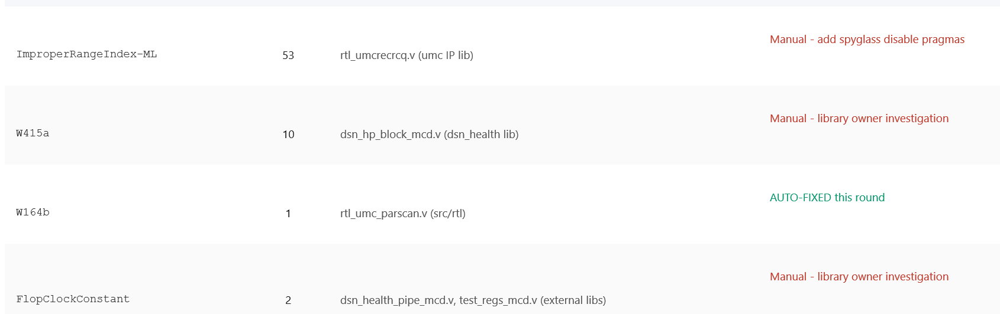 Manual - add spyglass disable pragmas
ImproperRangeIndex-ML 53 rtl_umcrecrcq.v (umc IP lib)
Manual - library owner investigation
W415a 10 dsn_hp_block_mcd.v (dsn_health lib)
AUTO-FIXED this round
W164b 1 rtl_umc_parscan.v (src/rtl)
Manual - library owner investigation
FlopClockConstant 2 dsn_health_pipe_mcd.v, test_regs_mcd.v (external libs)